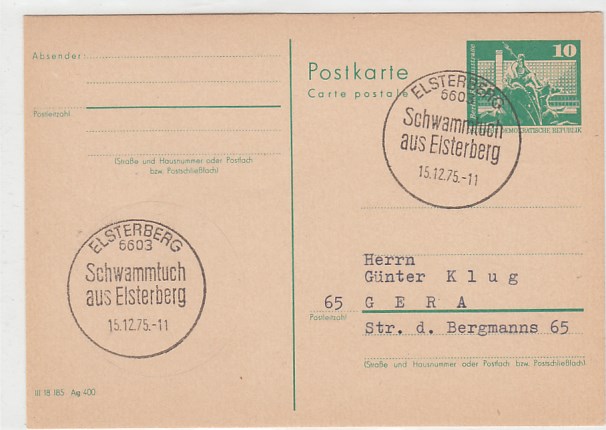 Absender:
Postleitzahl
(Straße und Hausnummer oder Postfach
bzw. Postschließfach)
ELSTERBERG
6603
Schwammtuch
aus Elsterberg
15.12.75.-11
III 18 185 Ag 400
Postkarte
Carte postale
10
DEMOKRATISCHE REPUBLIK
ELSTERBERG
6603
Schwammtuch
aus Elsterberg
15.12.75.-11
Herrn
Günter Klug
65 GERA
Postleitzahl
Str. d. Bergmanns 65
(Straße und Hausnummer oder Postfach bzw. Postschließfach)